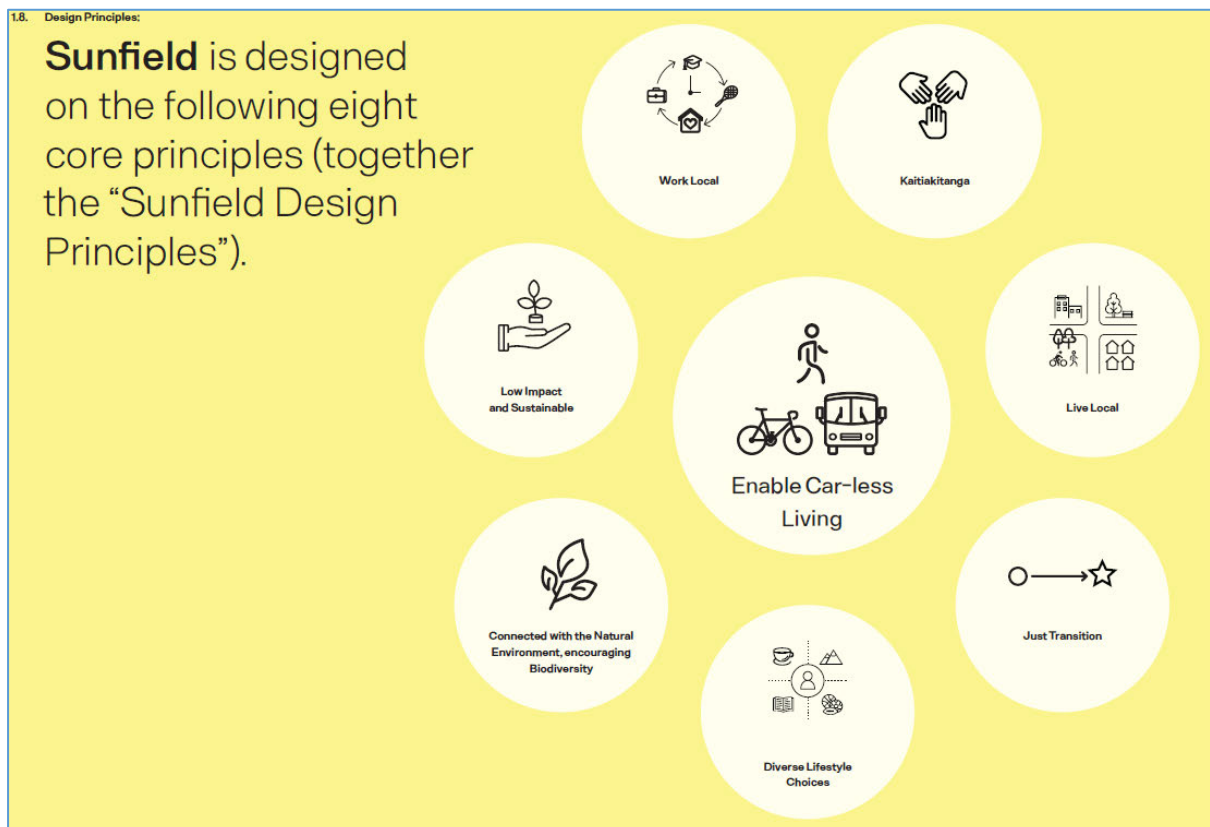 1.8. Design Principles:
Sunfield is designed
on the following eight
core principles (together
the “Sunfield Design
Principles”).
Work Local
Kaitiakitanga
Low Impact
and Sustainable
Live Local
Enable Car-less
Living
Connected with the Natural
Environment, encouraging
Biodiversity
Just Transition
Diverse Lifestyle
Choices